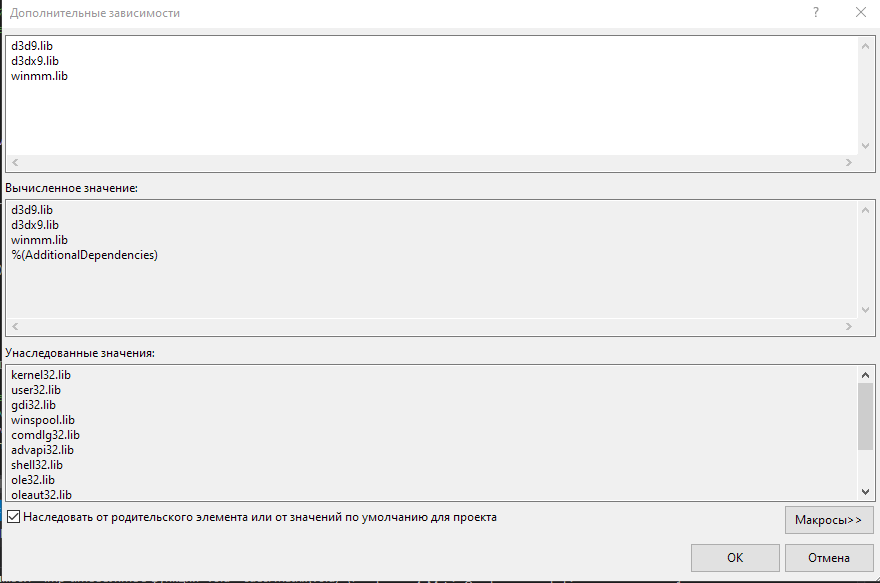 Дополнительные зависимости
?
d3d9.lib
d3dx9.lib
winmm.lib
Вычисленное значение:
d3d9.lib
d3dx9.lib
winmm.lib
%(AdditionalDependencies)
Унаследованные значения:
kernel32.lib
user32.lib
gdi32.lib
winspool.lib
comdlg32.lib
advapi32.lib
shell32.lib
ole32.lib
oleaut32.lib
Наследовать от родительского элемента или от значений по умолчанию для проекта
Макросы>>
ОК
Отмена